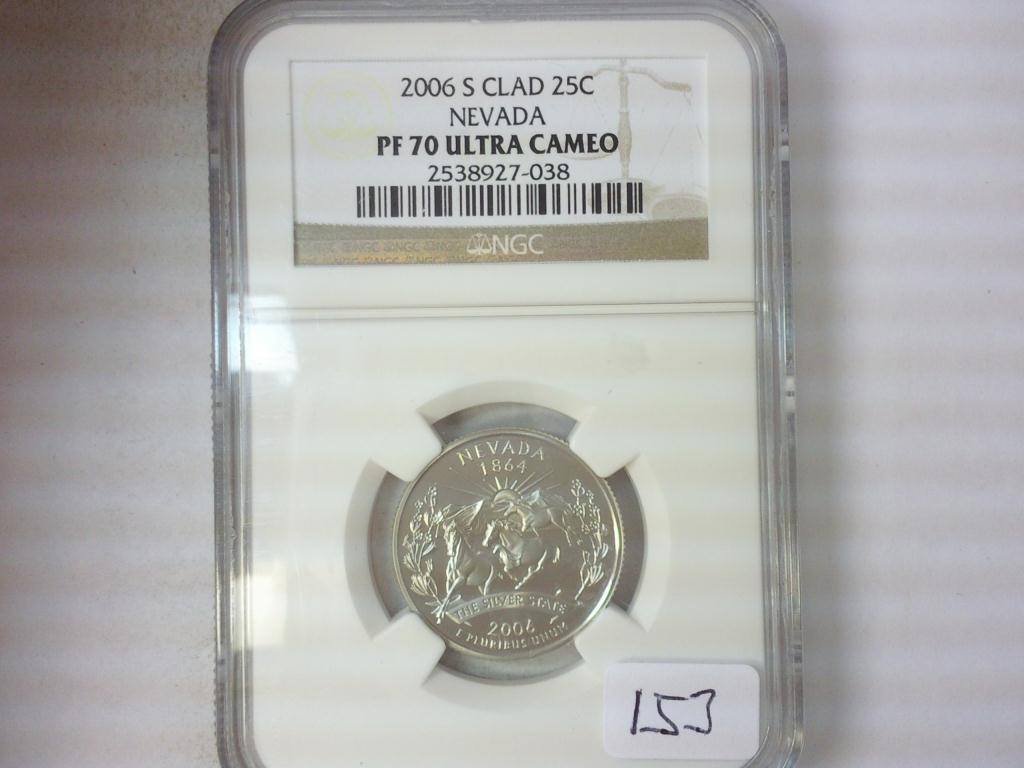 2006 S CLAD 25C
NEVADA
PF 70 ULTRA CAMEO
2538927-038
NGC
NEVADA
1864
THE SILVER STATE
2006
E PLURIBUS UNUM
153